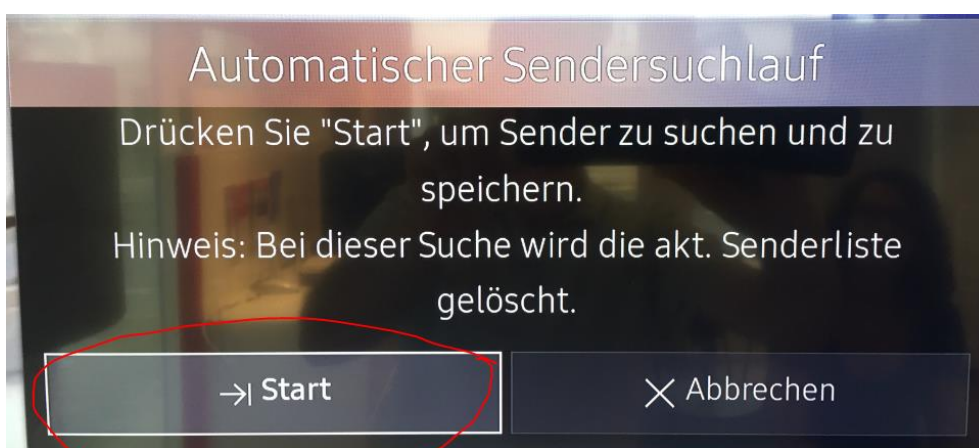 Automatischer Sendersuchlauf
Drücken Sie "Start", um Sender zu suchen und zu
speichern.
Hinweis: Bei dieser Suche wird die akt. Senderliste
gelöscht.
Start
Abbrechen